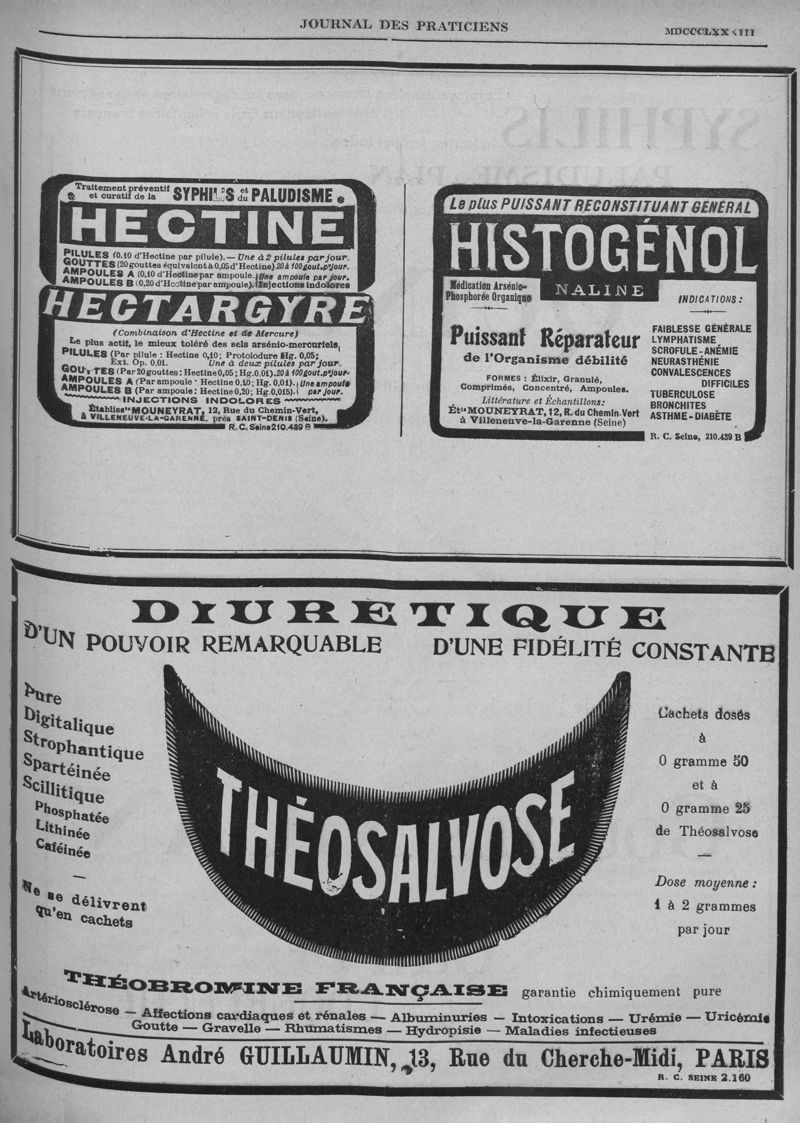 JOURNAL DES PRATICIENS
Traitement préventif
et curatif de la
SYPHILIS et du PALUDISME
HECTINE
PILULES (0.10 d'Hectine par pilule). — Une à 2 pilules par jour.
GOUTTES (20 gouttes équivalent à 0,05 d'Hectine) 20 à 100 gout. p. jour.
AMPOULES A (0,10 d'Hectine par ampoule). Une ampoule par jour.
AMPOULES B (0,20 d'Hectine par ampoule). Injections indolores
HECTARGYRE
(Combinaison d'Hectine et de Mercure)
Le plus actif, le mieux toléré des sels arsénio-mercuriels.
PILULES (Par pilule : Hectine 0,10; Protoiodure Hg. 0,05;
Ext. Op. 0,01. Une à deux pilules par jour.
GOUTTES (Par 20 gouttes: Hectine 0,05; Hg. 0,01). 20 à 100 gout. p. jour.
AMPOULES A (Par ampoule : Hectine 0,10; Hg. 0,01). Une ampoule
AMPOULES B (Par ampoule: Hectine 0,20; Hg. 0,015). par jour.
INJECTIONS INDOLORES
Établiss.ts MOUNEYRAT, 12, Rue du Chemin-Vert,
à VILLENEUVE-LA-GARENNE, près SAINT-DENIS (Seine).
R. C. Seine 210.439 B
Le plus PUISSANT RECONSTITUANT GÉNÉRAL
HISTOGÉNOL
NALINE
Médication Arsénio-
Phosphorée Organique
Puissant Réparateur
de l'Organisme débilité
FORMES : Élixir, Granulé,
Comprimés, Concentré, Ampoules.
Littérature et Échantillons:
Éts MOUNEYRAT, 12, R. du Chemin-Vert
à Villeneuve-la-Garenne (Seine)
INDICATIONS :
FAIBLESSE GÉNÉRALE
LYMPHATISME
SCROFULE - ANÉMIE
NEURASTHÉNIE
CONVALESCENCES
DIFFICILES
TUBERCULOSE
BRONCHITES
ASTHME - DIABÈTE
R. C. Seine, 210.439 B
DIURETIQUE
D'UN POUVOIR REMARQUABLE D'UNE FIDÉLITÉ CONSTANTE
Pure
Digitalique
Strophantique
Spartéinée
Scillitique
Phosphatée
Lithinée
Caféinée
—
Ne se délivrent
qu'en cachets
THÉOSALVOSE
Cachets dosés
à
0 gramme 50
et à
0 gramme 25
de Théosalvose
—
Dose moyenne :
1 à 2 grammes
par jour
THÉOBROMINE FRANÇAISE garantie chimiquement pure
Artériosclérose — Affections cardiaques et rénales — Albuminuries — Intoxications — Urémie — Uricémie
Goutte — Gravelle — Rhumatismes — Hydropisie — Maladies infectieuses
Laboratoires André GUILLAUMIN, 13, Rue du Cherche-Midi, PARIS
R. C. SEINE 2.160